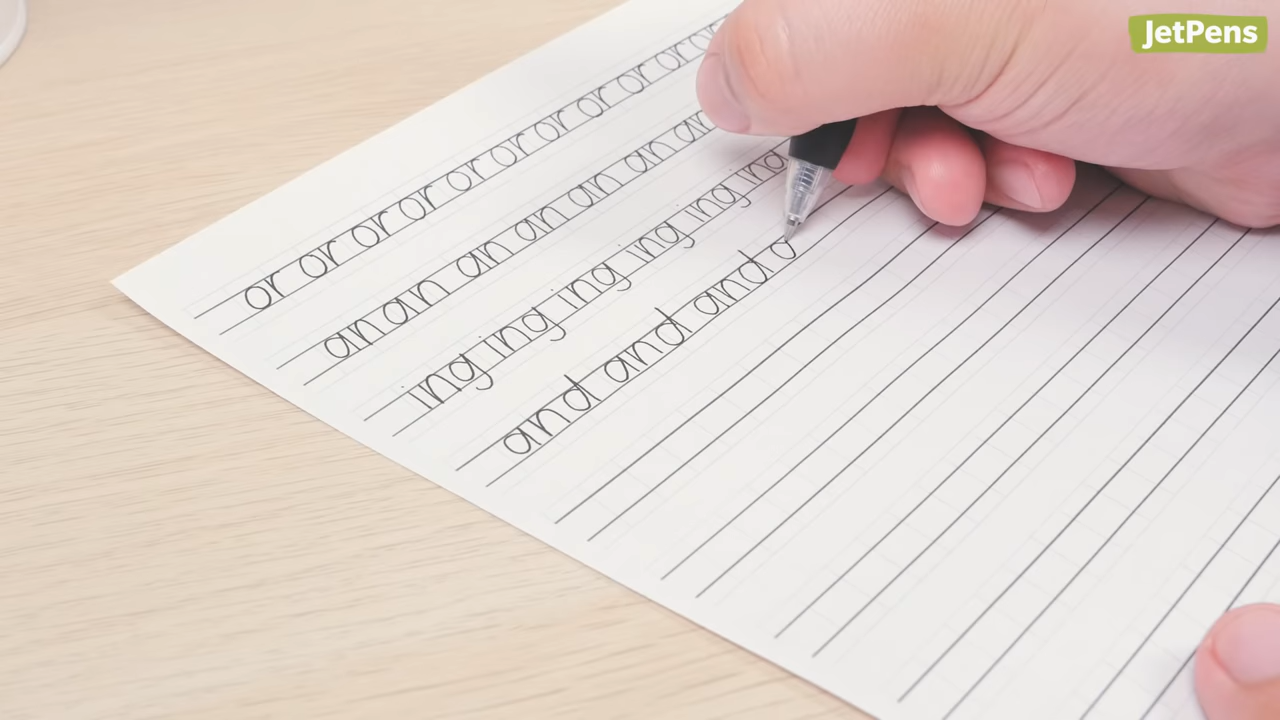 JetPens
or or or or or or or or or or
an an an an an an an
ing ing ing ing ing ing
and and and